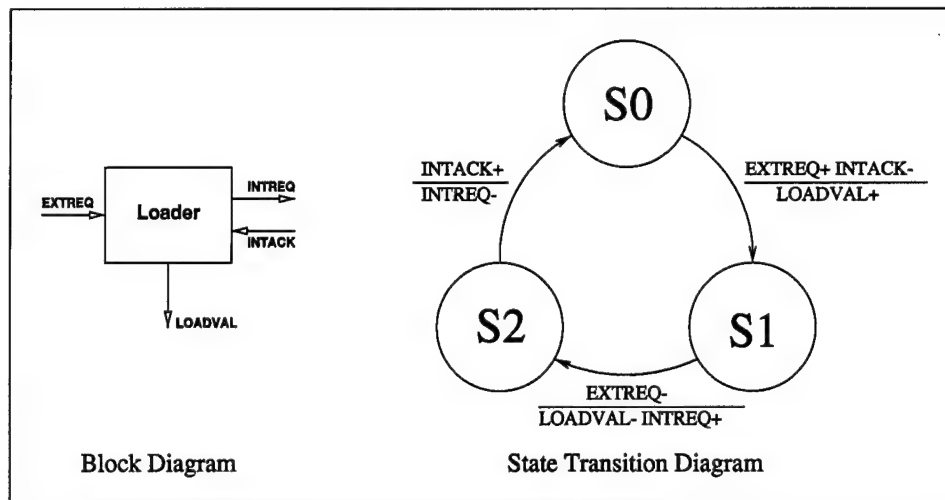 EXTREQ
Loader
INTREQ
INTACK
LOADVAL
Block Diagram
S0
INTACK+
INTREQ-
EXTREQ+ INTACK-
LOADVAL+
S2
S1
EXTREQ-
LOADVAL- INTREQ+
State Transition Diagram